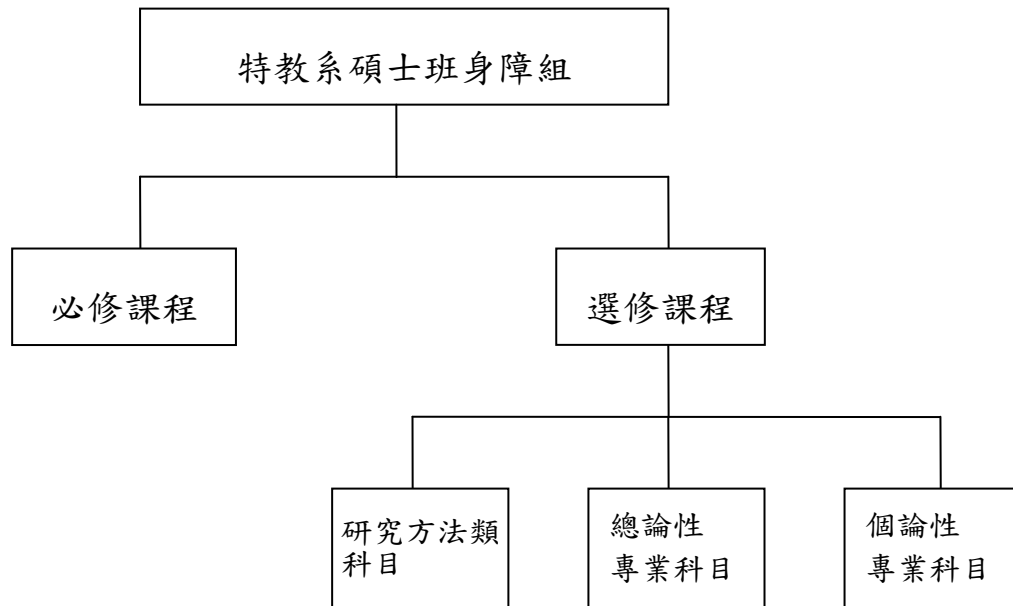 特教系碩士班身障組
必修課程
選修課程
研究方法類
科目
總論性
專業科目
個論性
專業科目